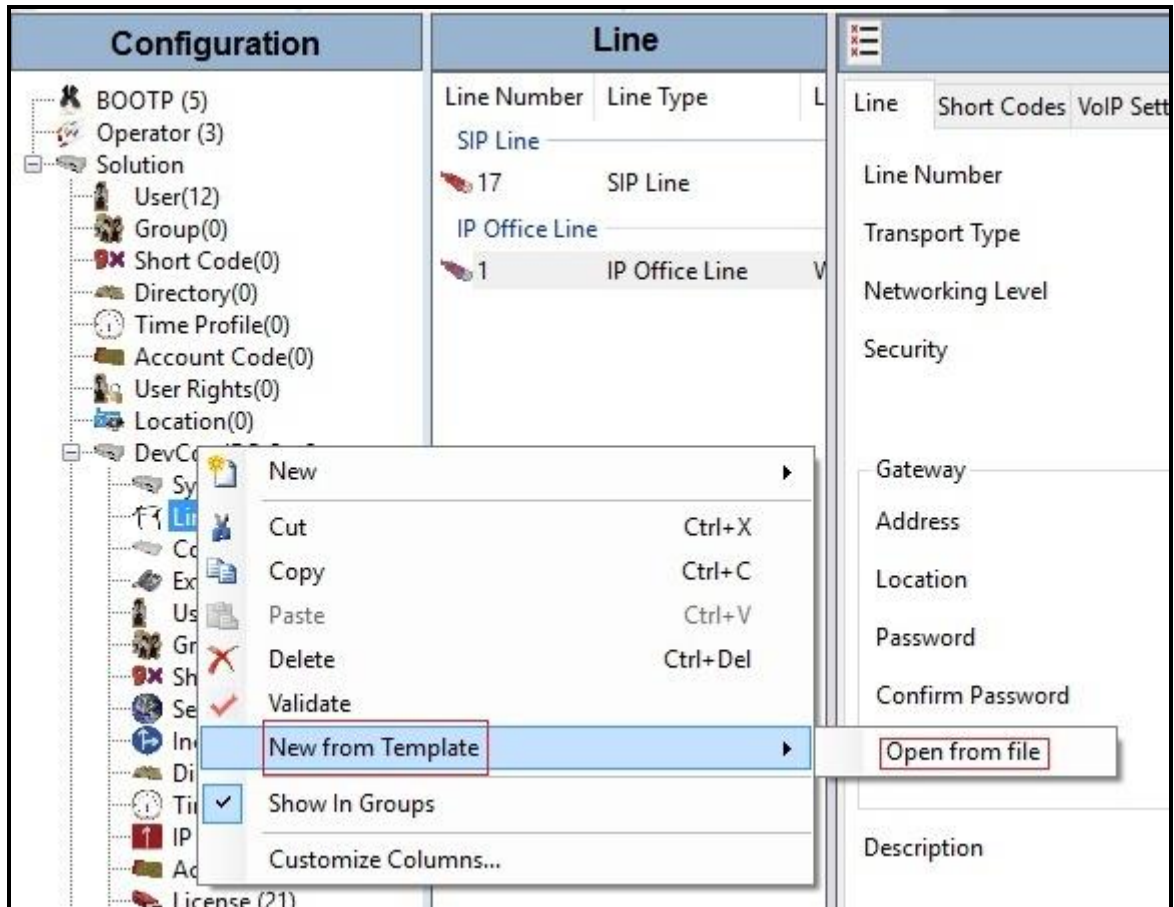 Configuration
BOOTP (5)
Operator (3)
Solution
User(12)
Group(0)
Short Code(0)
Directory(0)
Time Profile(0)
Account Code(0)
User Rights(0)
Location(0)
License (21)
Line
Line Number Line Type
SIP Line
17 SIP Line
IP Office Line
1 IP Office Line
New
Cut Ctrl+X
Copy Ctrl+C
Paste Ctrl+V
Delete Ctrl+Del
Validate
New from Template
Show In Groups
Customize Columns...
Open from file
Line Short Codes VoIP Sett
Line Number
Transport Type
Networking Level
Security
Gateway
Address
Location
Password
Confirm Password
Description